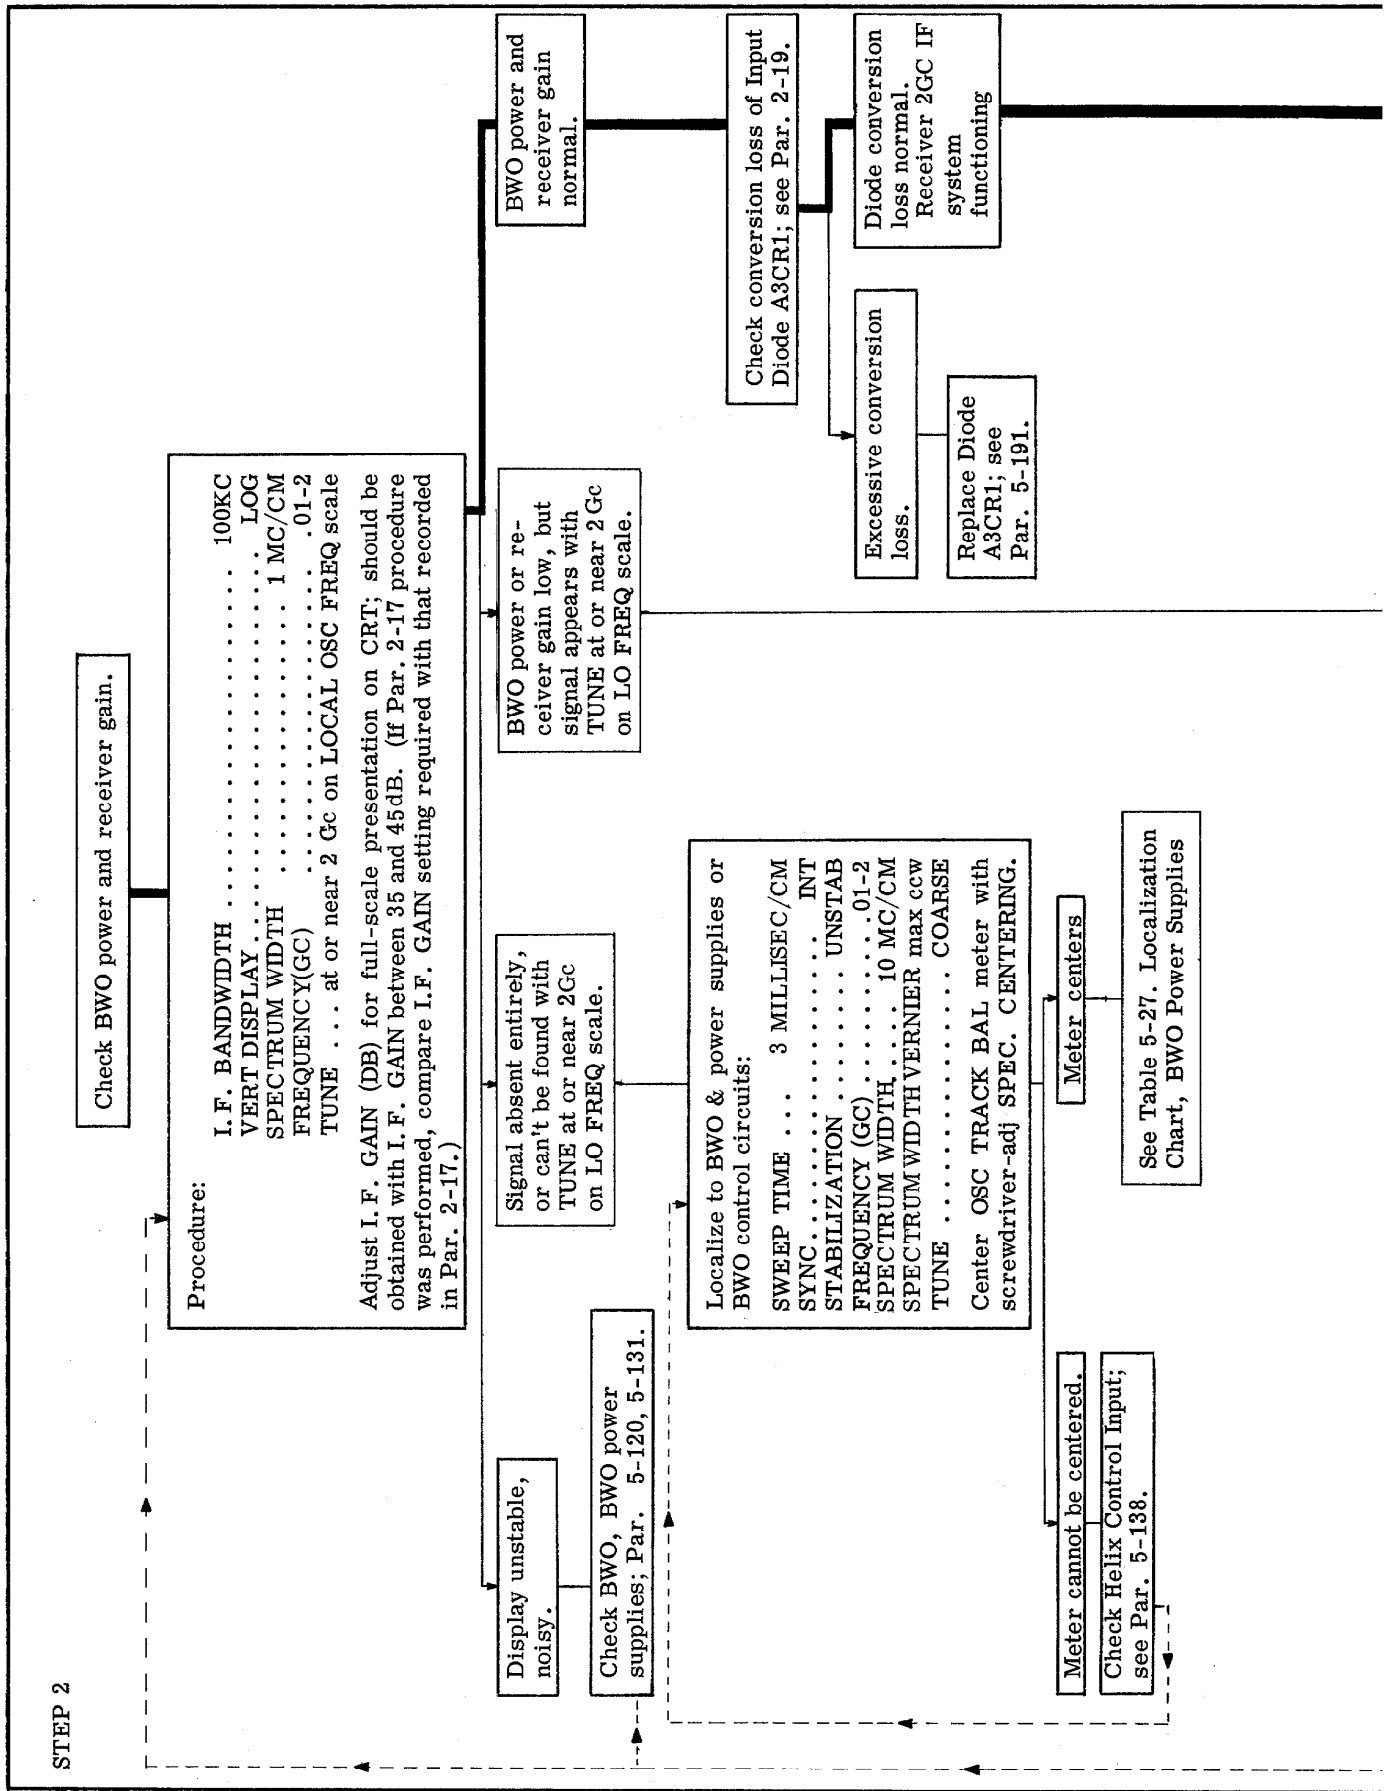 STEP 2
Check BWO power and receiver gain.
Procedure:
I. F. BANDWIDTH . . . . . . . . . . . . . . . . . . . . 100KC
VERT DISPLAY . . . . . . . . . . . . . . . . . . . . . LOG
SPECTRUM WIDTH . . . . . . . . . . . . . . . . 1 MC/CM
FREQUENCY(GC) . . . . . . . . . . . . . . . . . . .01-2
TUNE . . . at or near 2 Gc on LOCAL OSC FREQ scale
Adjust I. F. GAIN (DB) for full-scale presentation on CRT; should be
obtained with I. F. GAIN between 35 and 45dB. (If Par. 2-17 procedure
was performed, compare I. F. GAIN setting required with that recorded
in Par. 2-17.)
Display unstable,
noisy.
Check BWO, BWO power
supplies; Par. 5-120, 5-131.
Signal absent entirely,
or can't be found with
TUNE at or near 2Gc
on LO FREQ scale.
BWO power or re-
ceiver gain low, but
signal appears with
TUNE at or near 2 Gc
on LO FREQ scale.
BWO power and
receiver gain
normal.
Localize to BWO & power supplies or
BWO control circuits:
SWEEP TIME . . . 3 MILLISEC/CM
SYNC. . . . . . . . . . . . . . . . . . . INT
STABILIZATION . . . . . . . . UNSTAB
FREQUENCY (GC) . . . . . . . . . .01-2
SPECTRUM WIDTH . . . . 10 MC/CM
SPECTRUM WIDTH VERNIER max ccw
TUNE . . . . . . . . . . . . . . COARSE
Center OSC TRACK BAL meter with
screwdriver-adj SPEC. CENTERING.
Meter cannot be centered.
Check Helix Control Input;
see Par. 5-138.
Meter centers
See Table 5-27. Localization
Chart, BWO Power Supplies
Check conversion loss of Input
Diode A3CR1; see Par. 2-19.
Excessive conversion
loss.
Replace Diode
A3CR1; see
Par. 5-191.
Diode conversion
loss normal.
Receiver 2GC IF
system
functioning